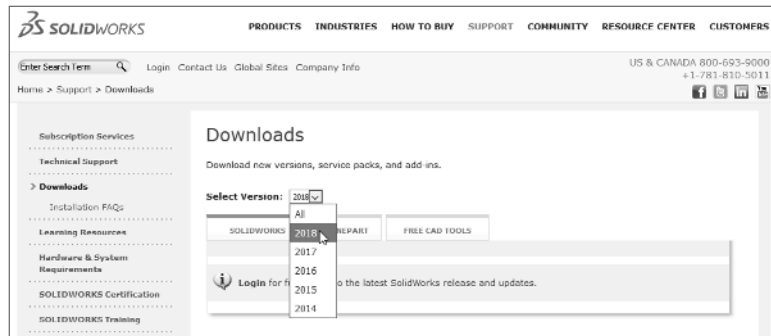 SOLIDWORKS
PRODUCTS INDUSTRIES HOW TO BUY SUPPORT COMMUNITY RESOURCE CENTER CUSTOMERS
Enter Search Term Login Contact Us Global Sites Company Info
US & CANADA 800-693-9000
+1-781-810-5011
Home > Support > Downloads
Subscription Services
Technical Support
> Downloads
Installation FAQs
Learning Resources
Hardware & System
Requirements
SOLIDWORKS Certification
SOLIDWORKS Training
Downloads
Download new versions, service packs, and add-ins.
Select Version: 2018
All
2018
2017
2016
2015
2014
SOLIDWORKS NEPART FREE CAD TOOLS
Login for f o the latest SolidWorks release and updates.